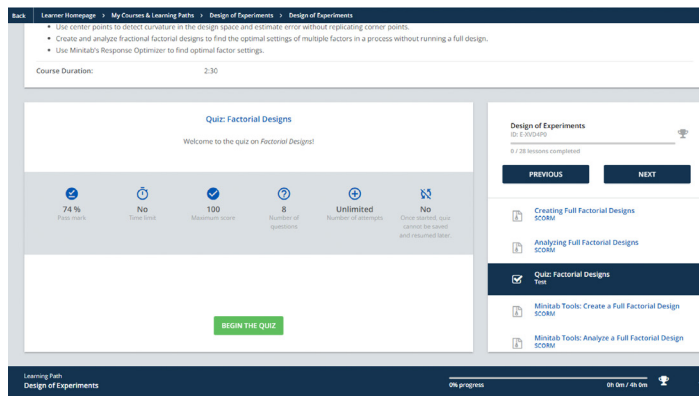 Back Learner Homepage > My Courses & Learning Paths > Design of Experiments > Design of Experiments
• Use center points to detect curvature in the design space and estimate error without replicating corner points.
• Create and analyze fractional factorial designs to find the optimal settings of multiple factors in a process without running a full design.
• Use Minitab's Response Optimizer to find optimal factor settings.
Course Duration: 2:30
Quiz: Factorial Designs
Welcome to the quiz on Factorial Designs!
74 %
Pass mark
No
Time limit
100
Maximum score
8
Number of
questions
Unlimited
Number of attempts
No
Once started, quiz
cannot be saved
and resumed later.
BEGIN THE QUIZ
Design of Experiments
ID: E-XVD4P0
0 / 28 lessons completed
PREVIOUS NEXT
Creating Full Factorial Designs
SCORM
Analyzing Full Factorial Designs
SCORM
Quiz: Factorial Designs
Test
Minitab Tools: Create a Full Factorial Design
SCORM
Minitab Tools: Analyze a Full Factorial Design
SCORM
Learning Path
Design of Experiments
0% progress
0h 0m / 4h 0m